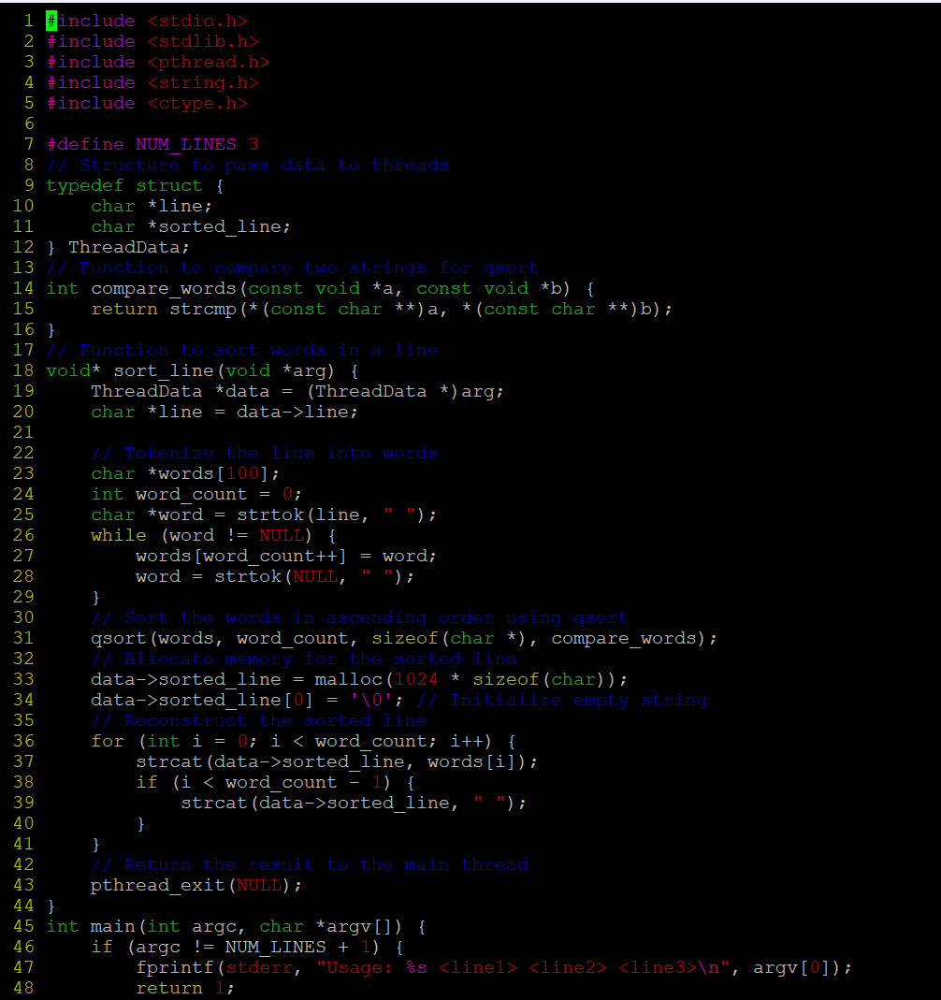 1 #include <stdio.h>
2 #include <stdlib.h>
3 #include <pthread.h>
4 #include <string.h>
5 #include <ctype.h>
6
7 #define NUM_LINES 3
8 // Structure to pass data to threads
9 typedef struct {
10     char *line;
11     char *sorted_line;
12 } ThreadData;
13 // Function to compare two strings for qsort
14 int compare_words(const void *a, const void *b) {
15     return strcmp(*(const char **)a, *(const char **)b);
16 }
17 // Function to sort words in a line
18 void* sort_line(void *arg) {
19     ThreadData *data = (ThreadData *)arg;
20     char *line = data->line;
21
22     // Tokenize the line into words
23     char *words[100];
24     int word_count = 0;
25     char *word = strtok(line, " ");
26     while (word != NULL) {
27         words[word_count++] = word;
28         word = strtok(NULL, " ");
29     }
30     // Sort the words in ascending order using qsort
31     qsort(words, word_count, sizeof(char *), compare_words);
32     // Allocate memory for the sorted line
33     data->sorted_line = malloc(1024 * sizeof(char));
34     data->sorted_line[0] = '\0'; // Initialize empty string
35     // Reconstruct the sorted line
36     for (int i = 0; i < word_count; i++) {
37         strcat(data->sorted_line, words[i]);
38         if (i < word_count - 1) {
39             strcat(data->sorted_line, " ");
40         }
41     }
42     // Return the result to the main thread
43     pthread_exit(NULL);
44 }
45 int main(int argc, char *argv[]) {
46     if (argc != NUM_LINES + 1) {
47         fprintf(stderr, "Usage: %s <line1> <line2> <line3>\n", argv[0]);
48         return 1;